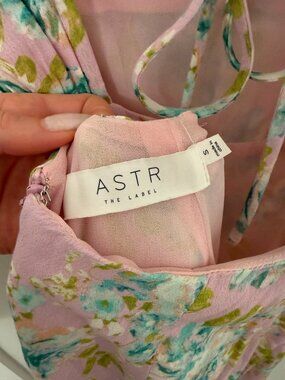 ASTR
THE LABEL
S